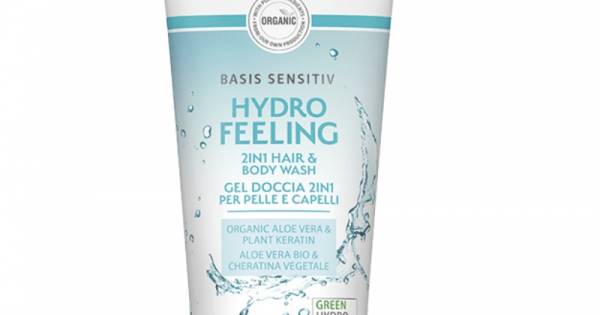 ORGANIC
BASIS SENSITIV
HYDRO
FEELING
2IN1 HAIR &
BODY WASH
GEL DOCCIA 2IN1
PER PELLE E CAPELLI
ORGANIC ALOE VERA &
PLANT KERATIN
ALOE VERA BIO &
CHERATINA VEGETALE
GREEN
HYDRO